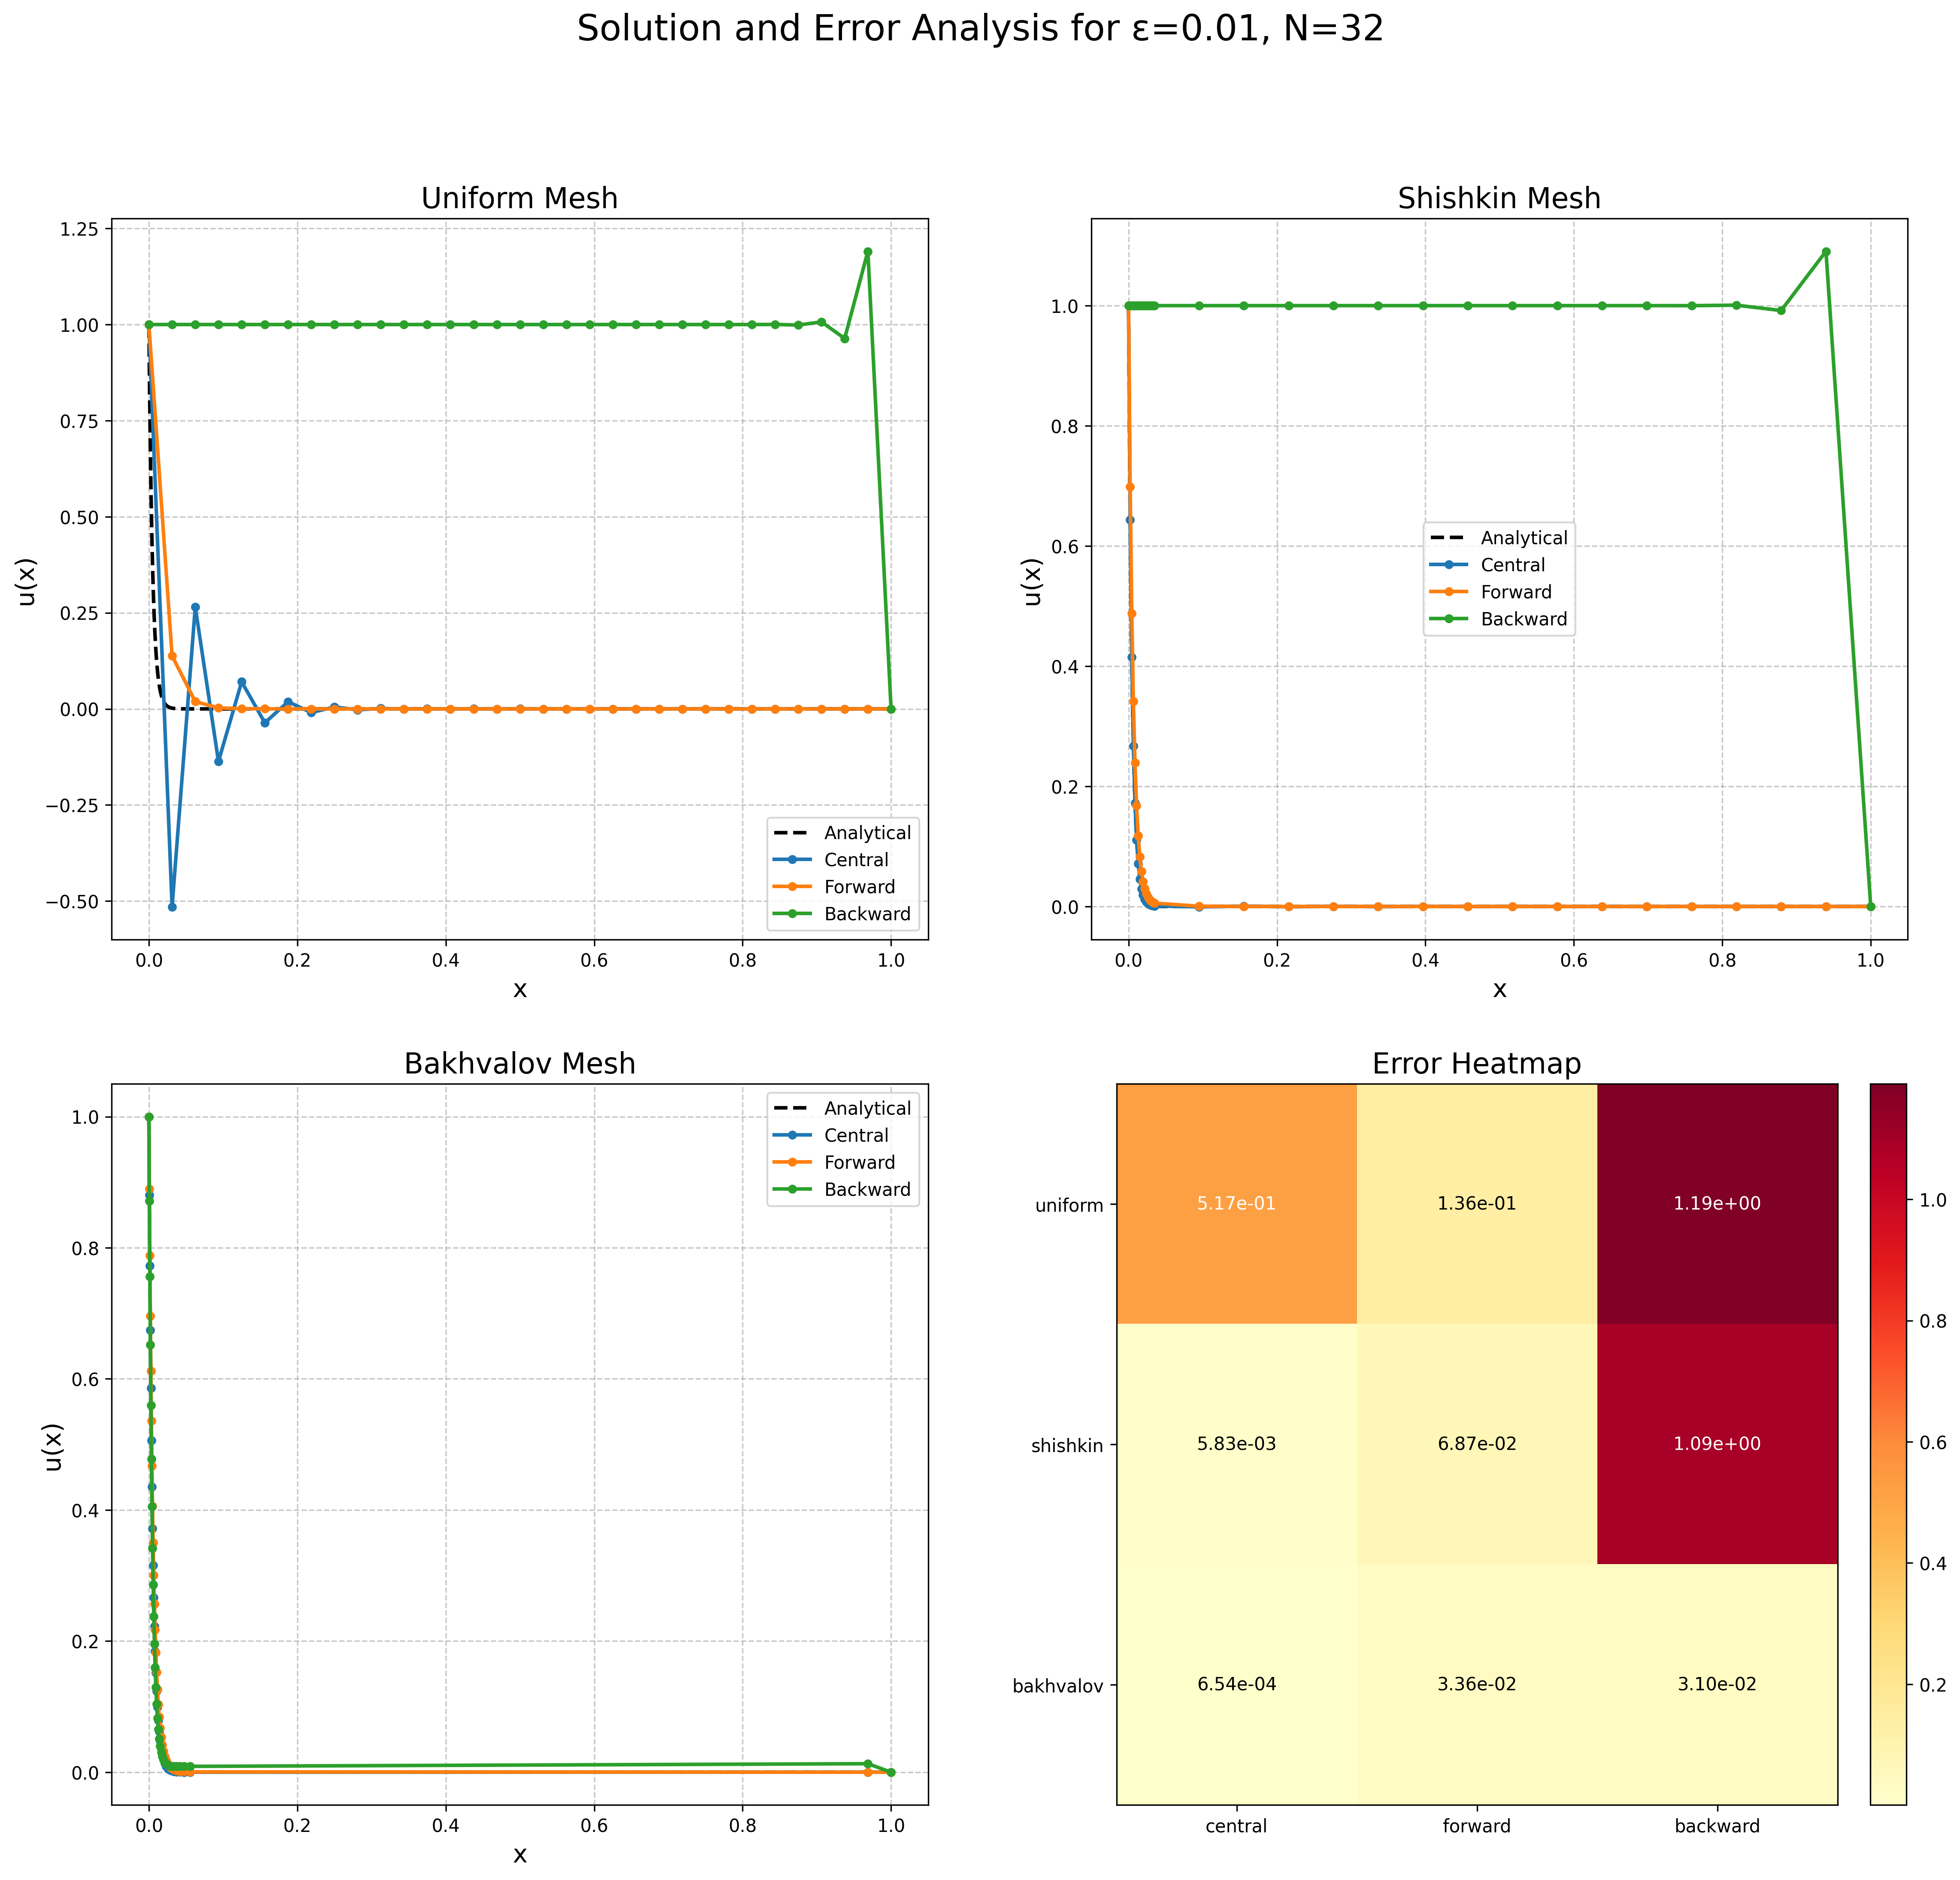 Solution and Error Analysis for ε=0.01, N=32
Uniform Mesh
1.25
1.00
0.75
0.50
0.25
0.00
−0.25
−0.50
u(x)
0.0 0.2 0.4 0.6 0.8 1.0
x
Analytical
Central
Forward
Backward
Shishkin Mesh
1.0
0.8
0.6
0.4
0.2
0.0
u(x)
0.0 0.2 0.4 0.6 0.8 1.0
x
Analytical
Central
Forward
Backward
Bakhvalov Mesh
1.0
0.8
0.6
0.4
0.2
0.0
u(x)
0.0 0.2 0.4 0.6 0.8 1.0
x
Analytical
Central
Forward
Backward
Error Heatmap
uniform 5.17e-01 1.36e-01 1.19e+00
shishkin 5.83e-03 6.87e-02 1.09e+00
bakhvalov 6.54e-04 3.36e-02 3.10e-02
central forward backward
1.0
0.8
0.6
0.4
0.2